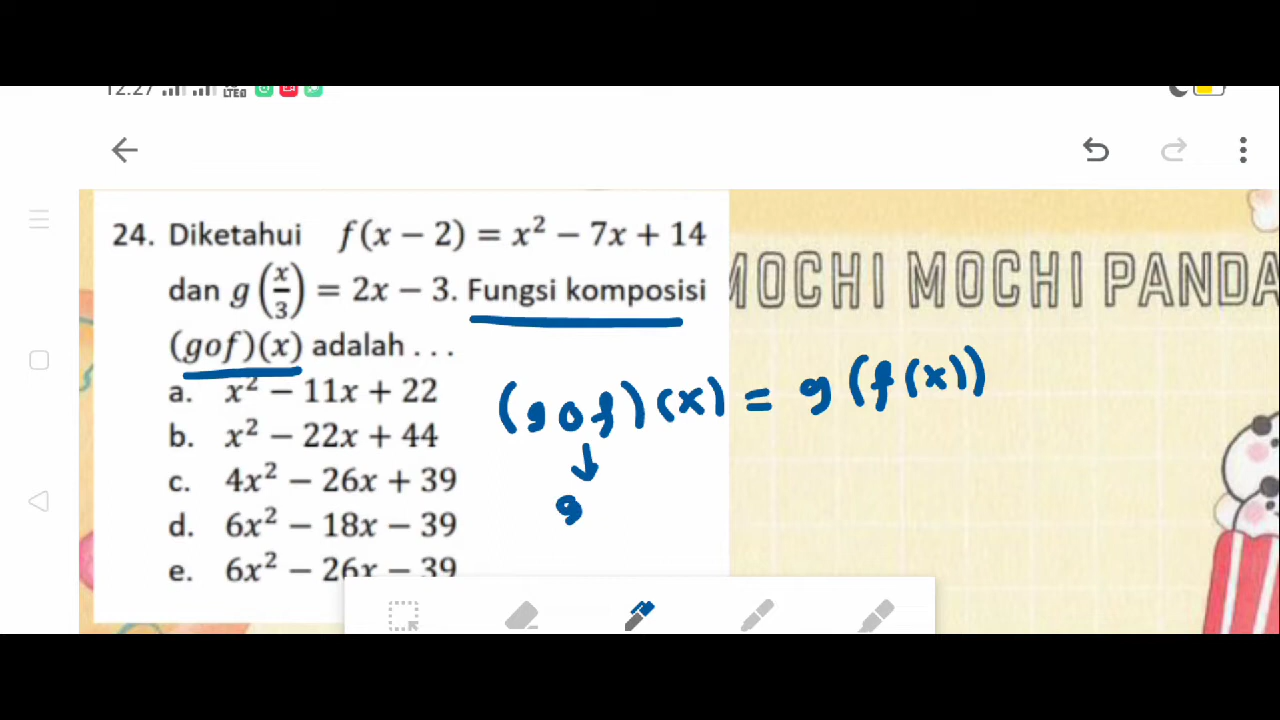 12.27
24. Diketahui f(x − 2) = x² − 7x + 14
dan g(x/3) = 2x − 3. Fungsi komposisi
(gof)(x) adalah . . .
a. x² − 11x + 22
b. x² − 22x + 44
c. 4x² − 26x + 39
d. 6x² − 18x − 39
e. 6x² − 26x − 39
MOCHI MOCHI PANDA
(gof)(x) = g(f(x))
↓
g